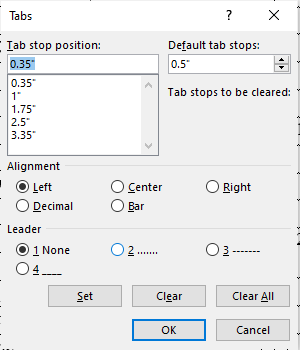 Tabs
Tab stop position: Default tab stops:
0.35" 0.5"
0.35" Tab stops to be cleared:
1"
1.75"
2.5"
3.35"
Alignment
Left Center Right
Decimal Bar
Leader
1 None 2 ....... 3 -------
4 ____
Set Clear Clear All
OK Cancel